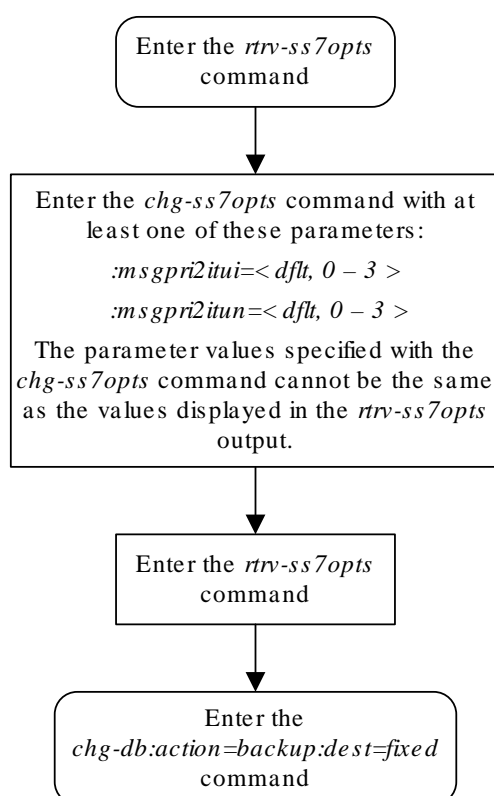 Enter the rtrv-ss7opts
command
Enter the chg-ss7opts command with at
least one of these parameters:
:msgpri2itui=< dflt, 0 – 3 >
:msgpri2itun=< dflt, 0 – 3 >
The parameter values specified with the
chg-ss7opts command cannot be the same
as the values displayed in the rtrv-ss7opts
output.
Enter the rtrv-ss7opts
command
Enter the
chg-db:action=backup:dest=fixed
command